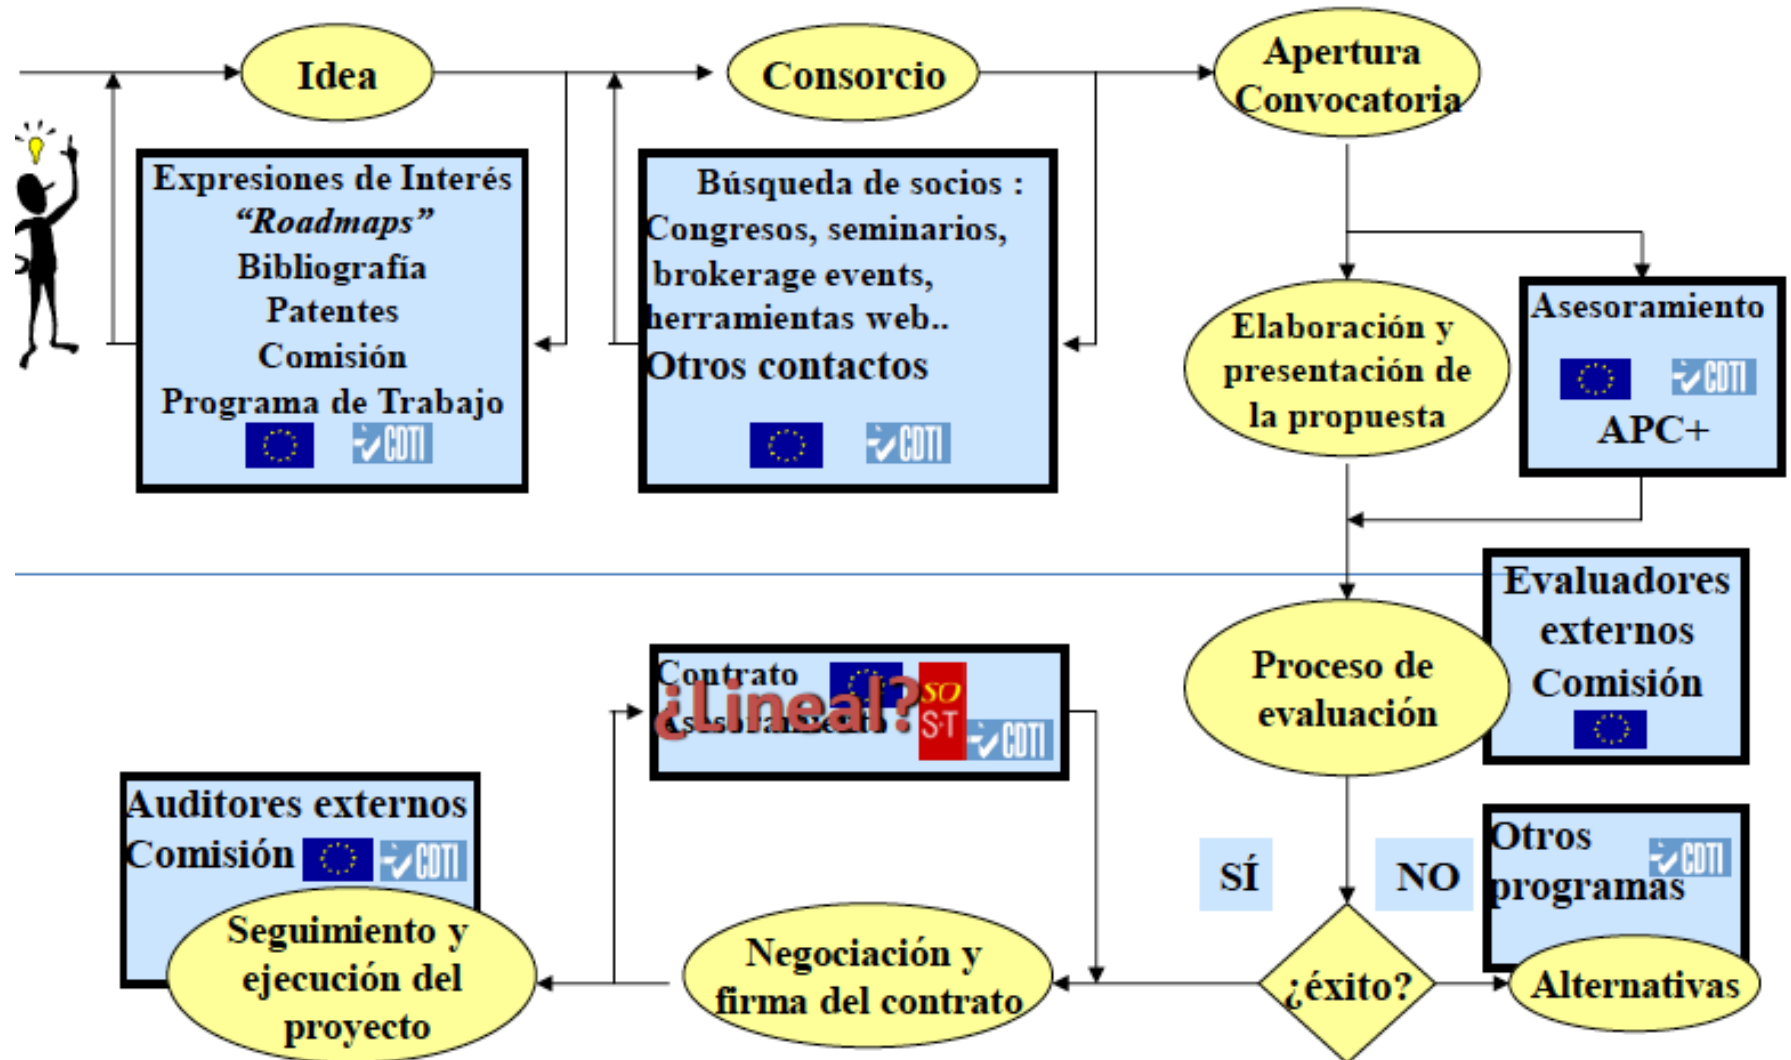 Idea
Consorcio
Apertura
Convocatoria
Expresiones de Interés
“Roadmaps”
Bibliografía
Patentes
Comisión
Programa de Trabajo
CDTI
Búsqueda de socios :
Congresos, seminarios,
brokerage events,
herramientas web..
Otros contactos
CDTI
Elaboración y
presentación de
la propuesta
Asesoramiento
CDTI
APC+
Proceso de
evaluación
Evaluadores
externos
Comisión
Contrato
¿Lineal?
Asesoramiento
SO
S·T
CDTI
Auditores externos
Comisión
CDTI
Seguimiento y
ejecución del
proyecto
Negociación y
firma del contrato
SÍ
NO
¿éxito?
Otros
programas
CDTI
Alternativas